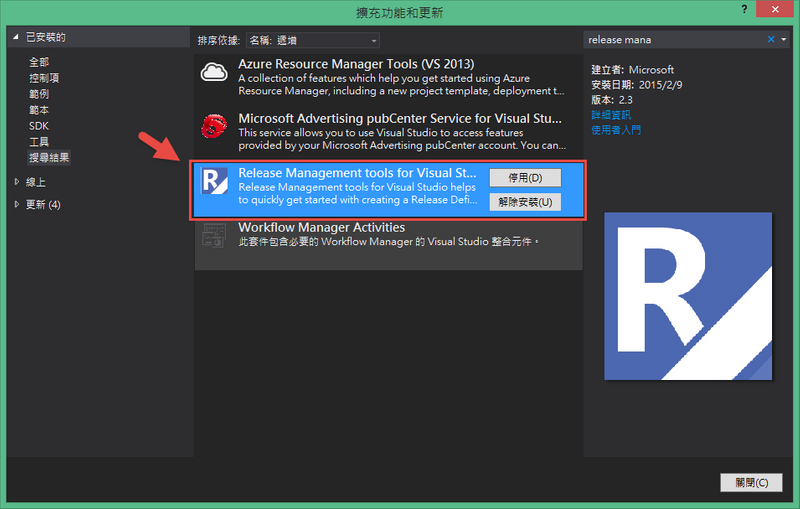 擴充功能和更新
?
已安裝的
全部
控制項
範例
範本
SDK
工具
搜尋結果
線上
更新 (4)
排序依據: 名稱: 遞增
Azure Resource Manager Tools (VS 2013)
A collection of features which help you get started using Azure
Resource Manager, including a new project template, deployment t...
Microsoft Advertising pubCenter Service for Visual Stu...
This service allows you to use Visual Studio to access features
provided by your Microsoft Advertising pubCenter account. You can...
Release Management tools for Visual St...
Release Management tools for Visual Studio helps
to quickly get started with creating a Release Defi...
停用(D)
解除安裝(U)
Workflow Manager Activities
此套件包含必要的 Workflow Manager 的 Visual Studio 整合元件。
release mana
建立者: Microsoft
安裝日期: 2015/2/9
版本: 2.3
詳細資訊
使用者入門
R
關閉(C)